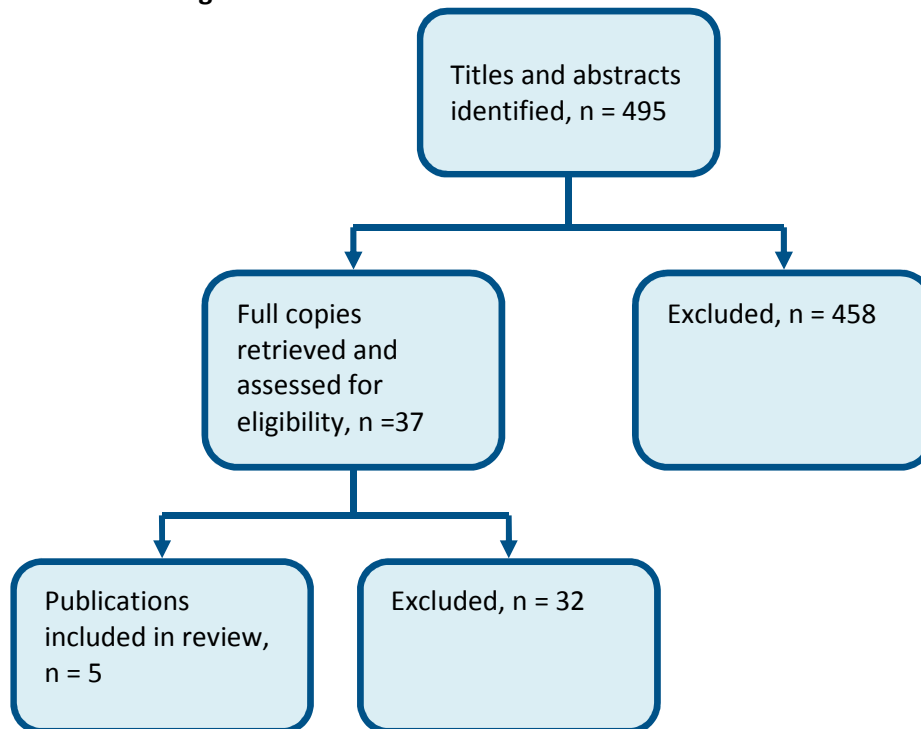 Titles and abstracts
identified, n = 495
Full copies
retrieved and
assessed for
eligibility, n =37
Excluded, n = 458
Publications
included in review,
n = 5
Excluded, n = 32